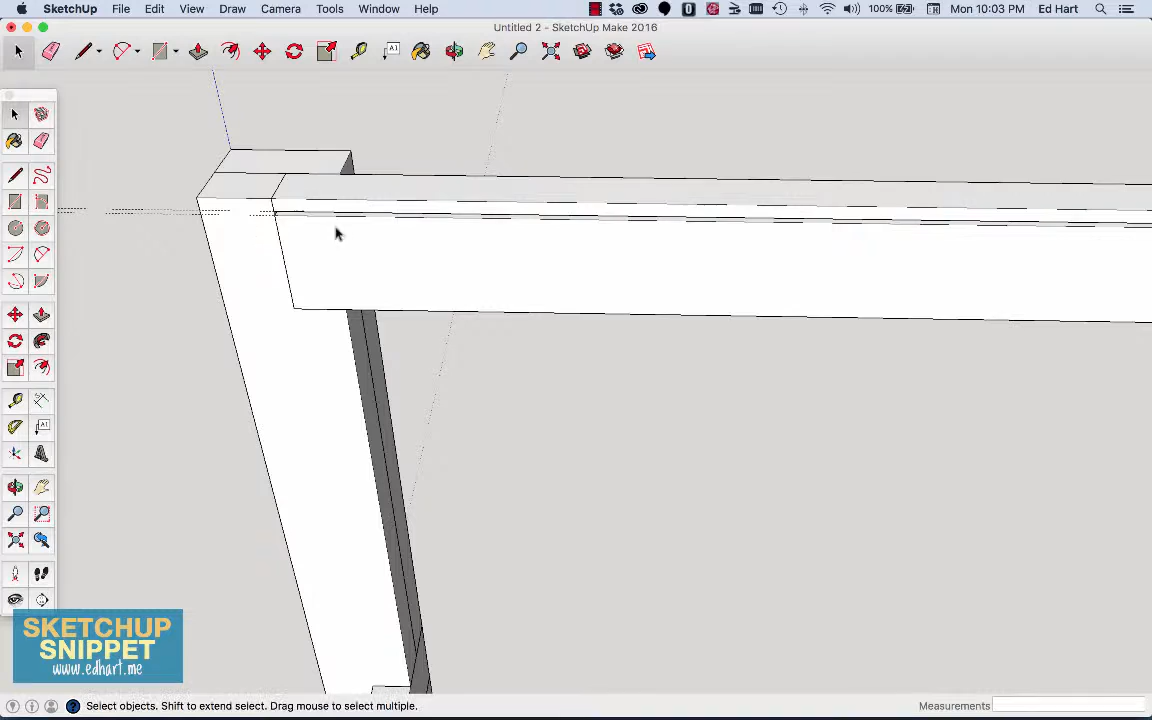 SketchUp File Edit View Draw Camera Tools Window Help 100% Mon 10:03 PM Ed Hart
Untitled 2 - SketchUp Make 2016
SKETCHUP
SNIPPET
www.edhart.me
Select objects. Shift to extend select. Drag mouse to select multiple.
Measurements